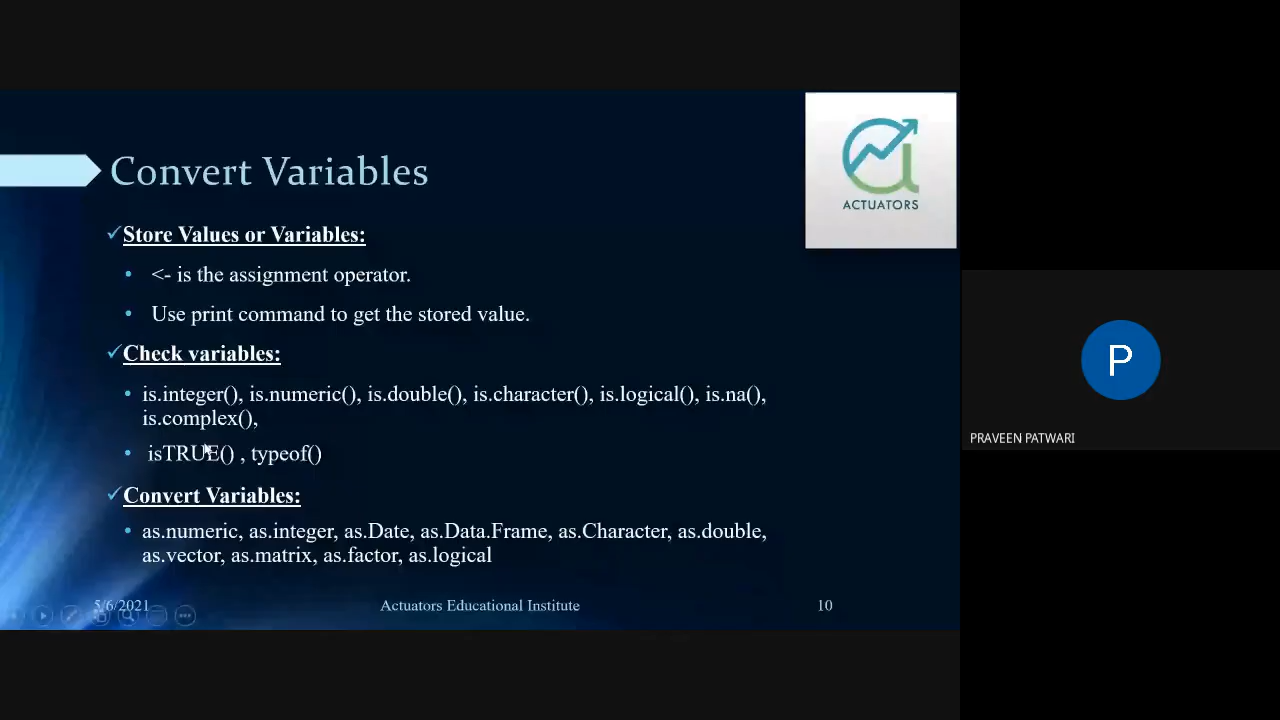 Convert Variables
ACTUATORS
✓Store Values or Variables:
• <- is the assignment operator.
• Use print command to get the stored value.
✓Check variables:
• is.integer(), is.numeric(), is.double(), is.character(), is.logical(), is.na(),
is.complex(),
• isTRUE() , typeof()
✓Convert Variables:
• as.numeric, as.integer, as.Date, as.Data.Frame, as.Character, as.double,
as.vector, as.matrix, as.factor, as.logical
5/6/2021
Actuators Educational Institute
10
P
PRAVEEN PATWARI